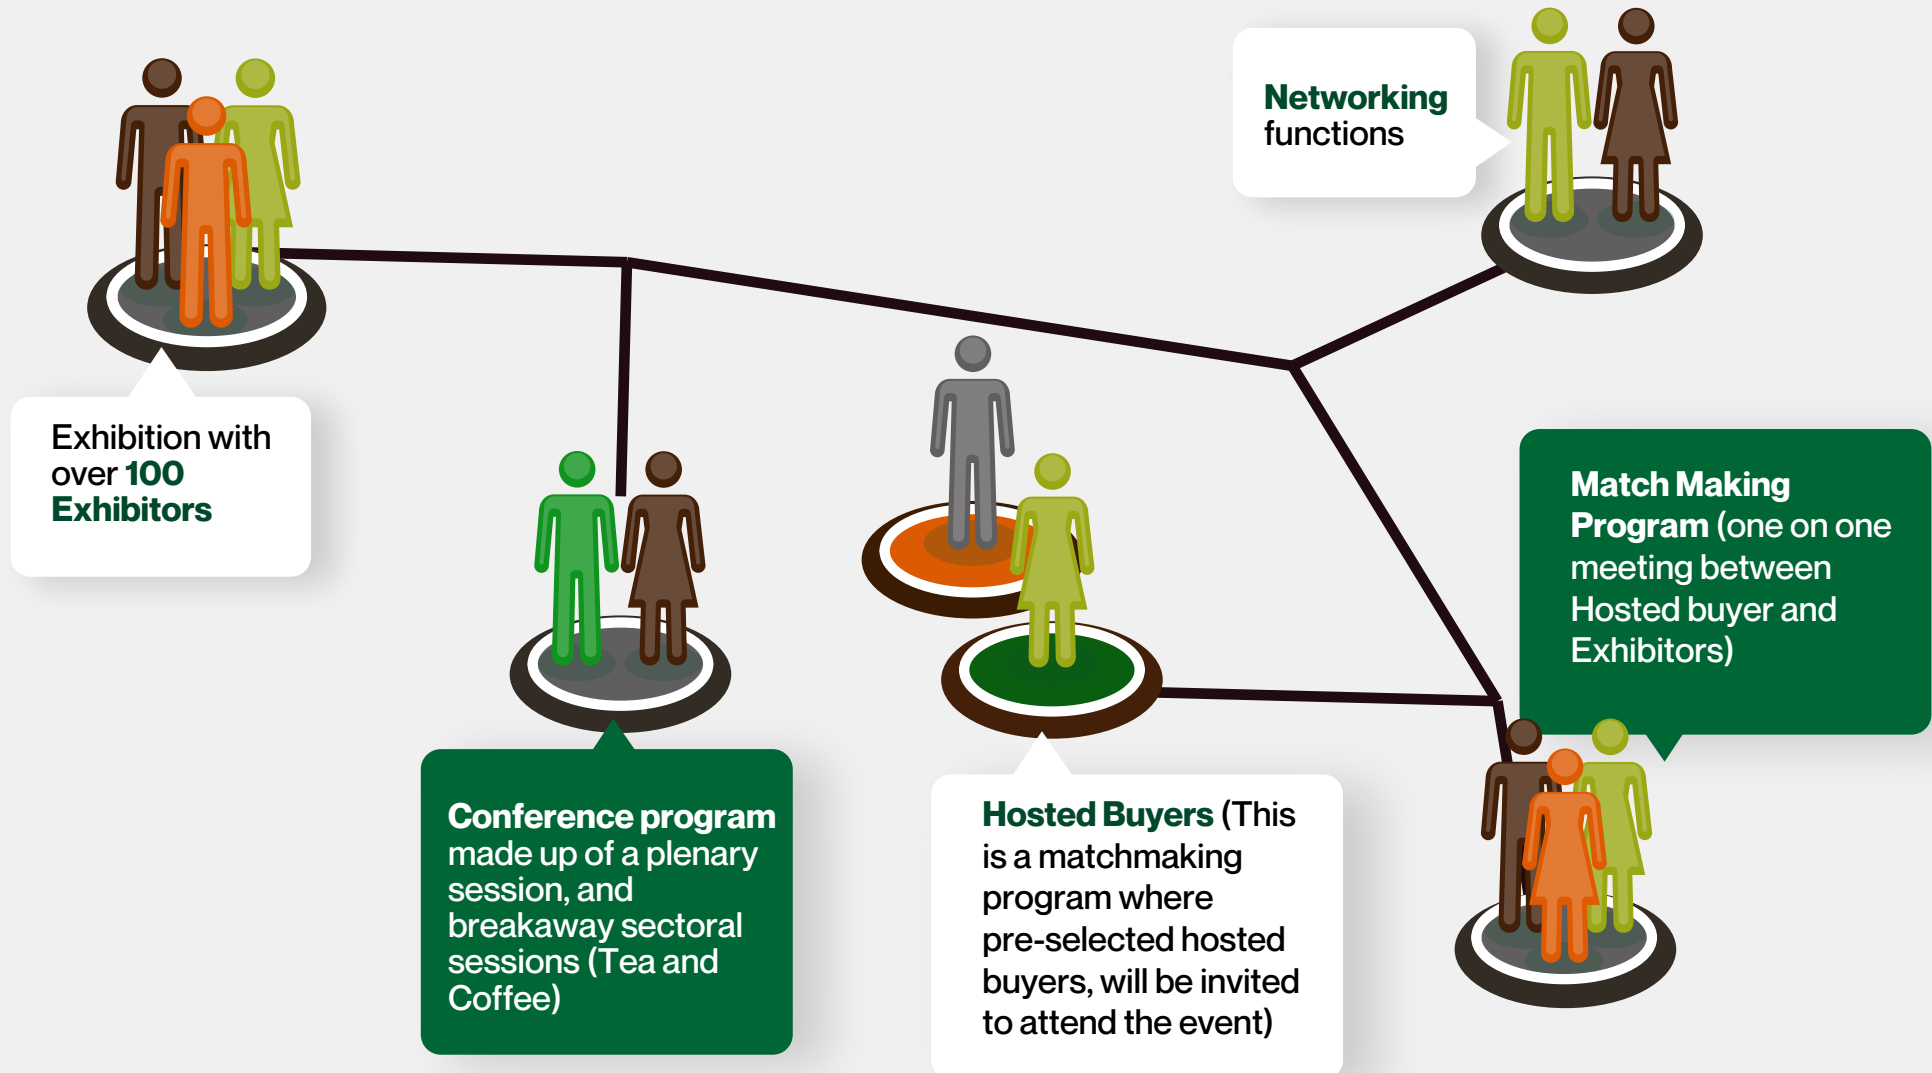 Networking
functions
Exhibition with
over 100
Exhibitors
Match Making
Program (one on one
meeting between
Hosted buyer and
Exhibitors)
Conference program
made up of a plenary
session, and
breakaway sectoral
sessions (Tea and
Coffee)
Hosted Buyers (This
is a matchmaking
program where
pre-selected hosted
buyers, will be invited
to attend the event)